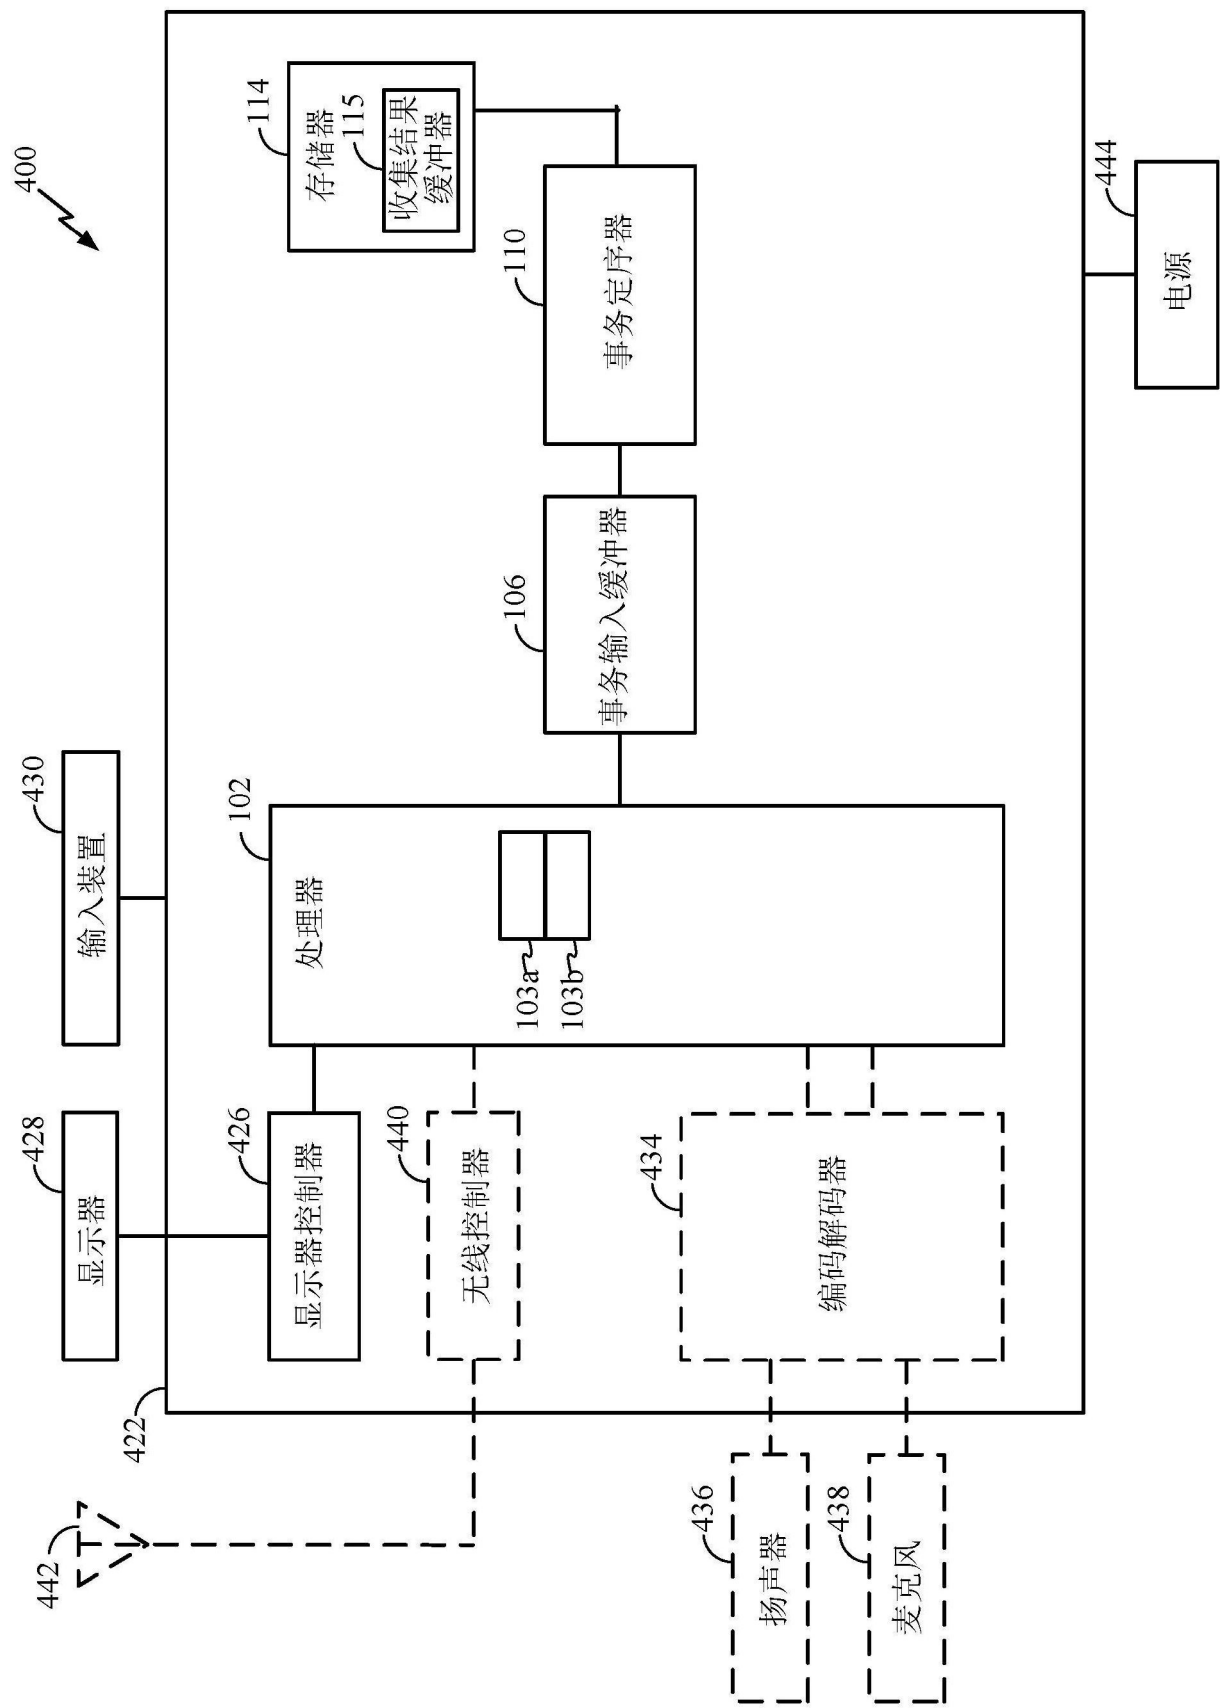 400
442
422
显示器
428
输入装置
430
显示器控制器
426
无线控制器
440
编码解码器
434
扬声器
436
麦克风
438
处理器
102
103a
103b
事务输入缓冲器
106
事务定序器
110
存储器
114
收集结果
缓冲器
115
电源
444